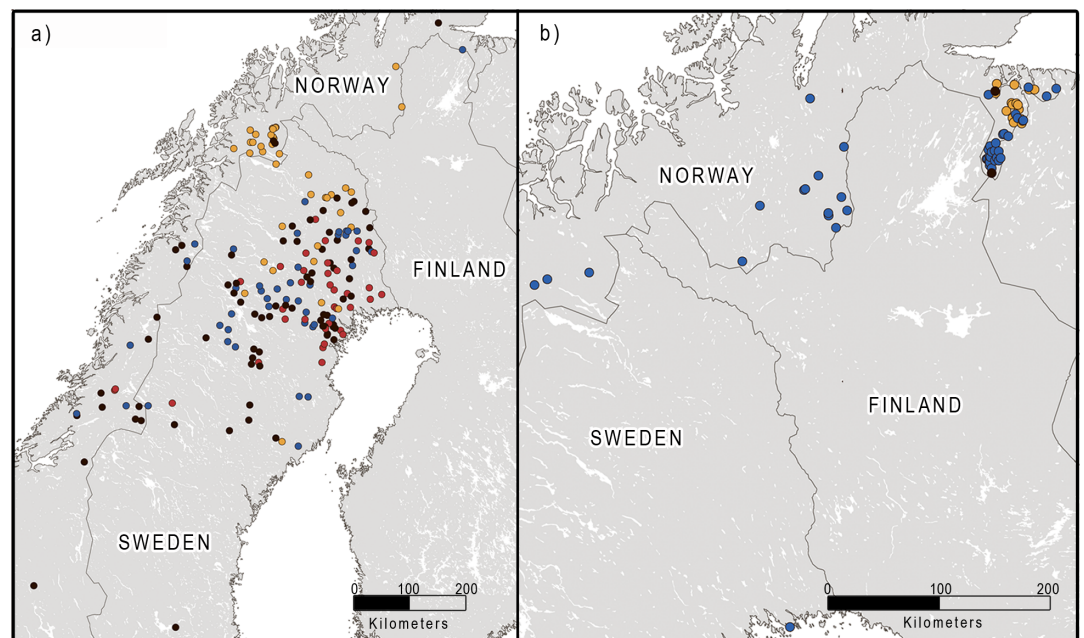 a)
NORWAY
FINLAND
SWEDEN
0 100 200
Kilometers
b)
NORWAY
FINLAND
SWEDEN
0 100 200
Kilometers